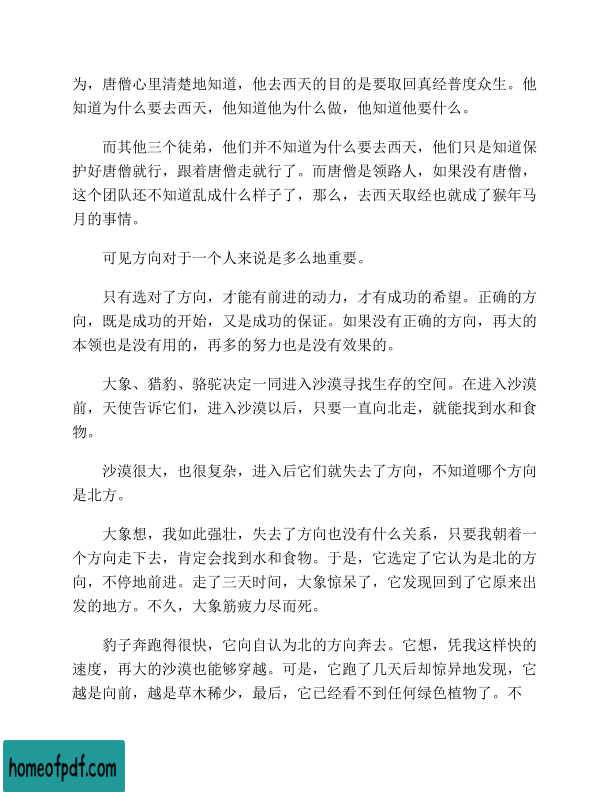 为，唐僧心里清楚地知道，他去西天的目的是要取回真经普度众生。他
知道为什么要去西天，他知道他为什么做，他知道他要什么。
而其他三个徒弟，他们并不知道为什么要去西天，他们只是知道保
护好唐僧就行，跟着唐僧走就行了。而唐僧是领路人，如果没有唐僧，
这个团队还不知道乱成什么样子了，那么，去西天取经也就成了猴年马
月的事情。
可见方向对于一个人来说是多么地重要。
只有选对了方向，才能有前进的动力，才有成功的希望。正确的方
向，既是成功的开始，又是成功的保证。如果没有正确的方向，再大的
本领也是没有用的，再多的努力也是没有效果的。
大象、猎豹、骆驼决定一同进入沙漠寻找生存的空间。在进入沙漠
前，天使告诉它们，进入沙漠以后，只要一直向北走，就能找到水和食
物。
沙漠很大，也很复杂，进入后它们就失去了方向，不知道哪个方向
是北方。
大象想，我如此强壮，失去了方向也没有什么关系，只要我朝着一
个方向走下去，肯定会找到水和食物。于是，它选定了它认为是北的方
向，不停地前进。走了三天时间，大象惊呆了，它发现回到了它原来出
发的地方。不久，大象筋疲力尽而死。
豹子奔跑得很快，它向自认为北的方向奔去。它想，凭我这样快的
速度，再大的沙漠也能够穿越。可是，它跑了几天后却惊异地发现，它
越是向前，越是草木稀少，最后，它已经看不到任何绿色植物了。不
homeofpdf.com